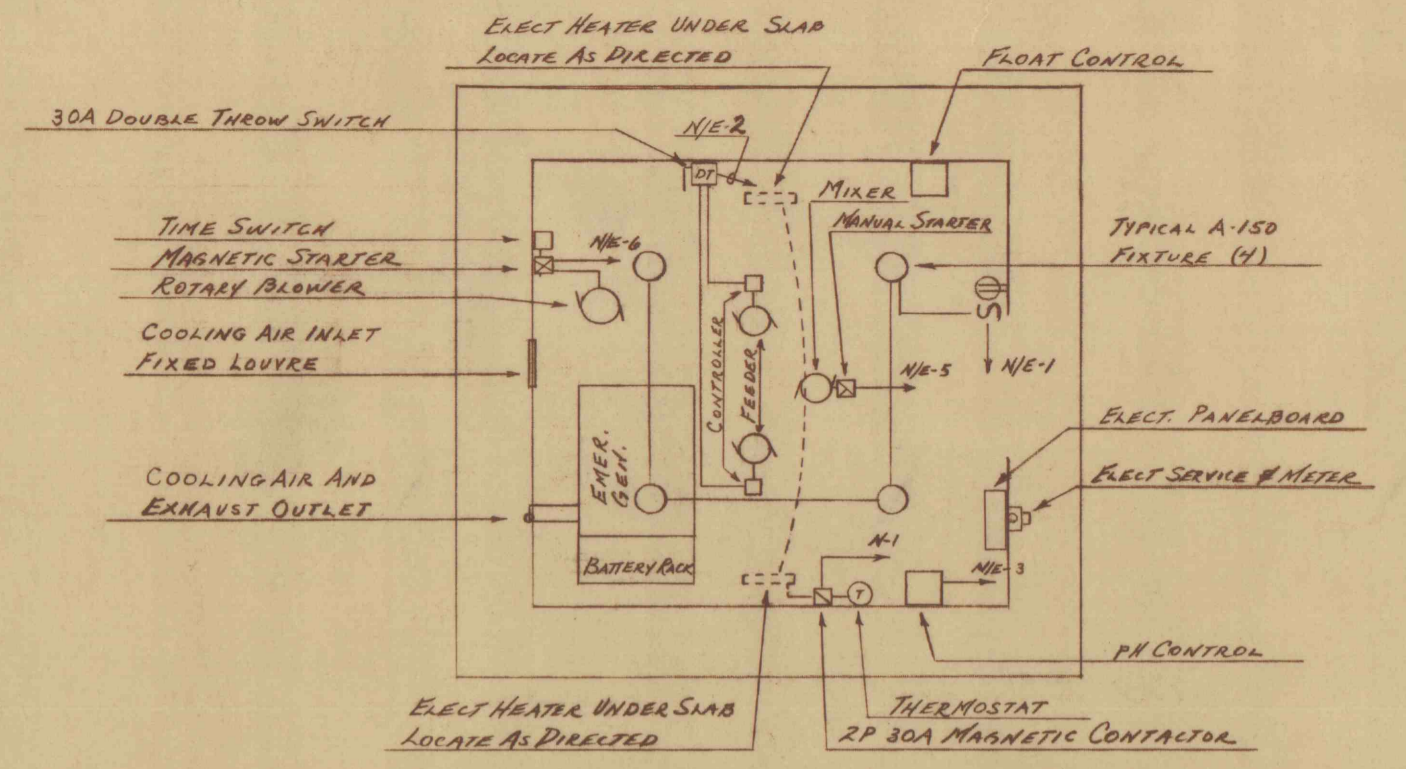 ELECT HEATER UNDER SLAB
LOCATE AS DIRECTED
FLOAT CONTROL
30A DOUBLE THROW SWITCH
N/E-2
DT
MIXER
MANUAL STARTER
TIME SWITCH
MAGNETIC STARTER
ROTARY BLOWER
N/E-6
TYPICAL A-150
FIXTURE (4)
S
COOLING AIR INLET
FIXED LOUVRE
CONTROLLER
FEEDER
N/E-5
N/E-1
ELECT. PANELBOARD
EMER.
GEN.
COOLING AIR AND
EXHAUST OUTLET
ELECT SERVICE & METER
BATTERY RACK
N-1
N/E-3
T
PH CONTROL
ELECT HEATER UNDER SLAB
LOCATE AS DIRECTED
THERMOSTAT
2P 30A MAGNETIC CONTACTOR